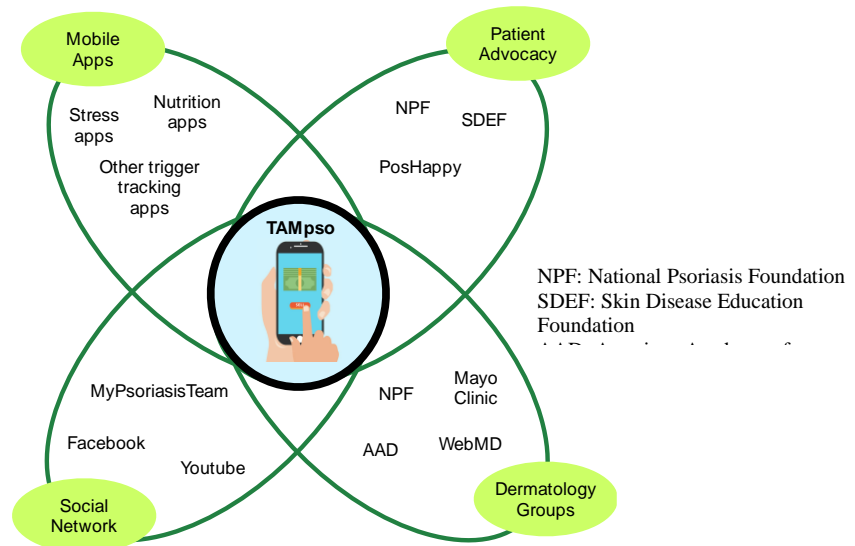 Mobile
Apps
Patient
Advocacy
Stress
apps
Nutrition
apps
Other trigger
tracking
apps
NPF
SDEF
PosHappy
TAMpso
NPF: National Psoriasis Foundation
SDEF: Skin Disease Education
Foundation
MyPsoriasisTeam
Facebook
Youtube
NPF
Mayo
Clinic
AAD
WebMD
Social
Network
Dermatology
Groups